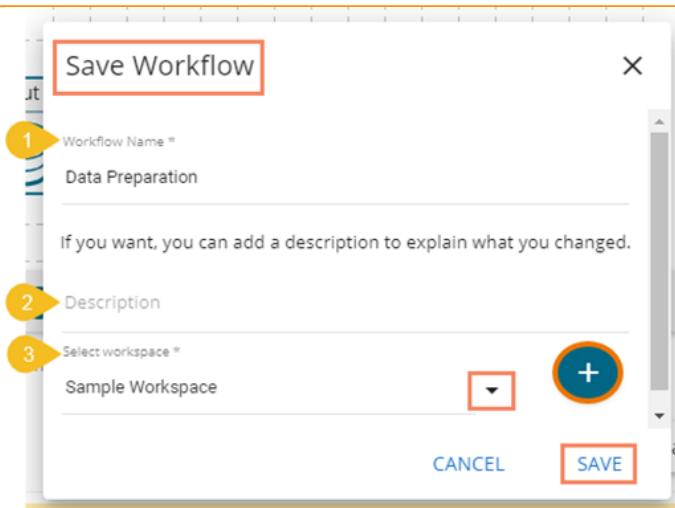 Save Workflow
ut
1
Workflow Name *
Data Preparation
If you want, you can add a description to explain what you changed.
2
Description
3
Select workspace *
Sample Workspace
+
CANCEL
SAVE